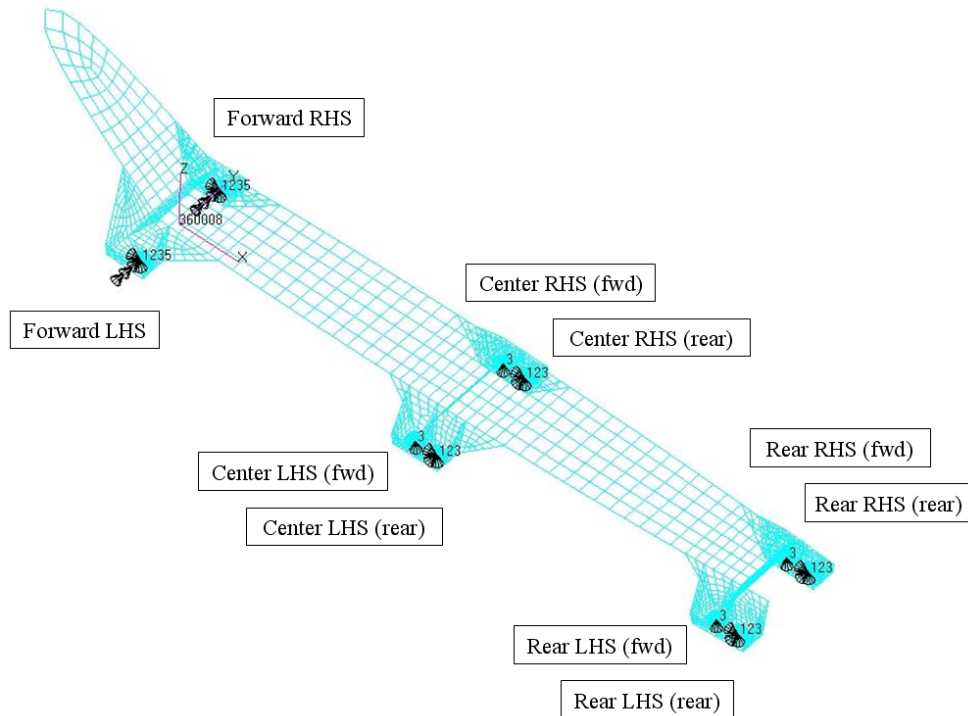 Forward RHS
Z
Y
1235
360008
X
1235
Forward LHS
Center RHS (fwd)
Center RHS (rear)
3
123
3
123
Center LHS (fwd)
Center LHS (rear)
Rear RHS (fwd)
Rear RHS (rear)
3
123
3
123
Rear LHS (fwd)
Rear LHS (rear)